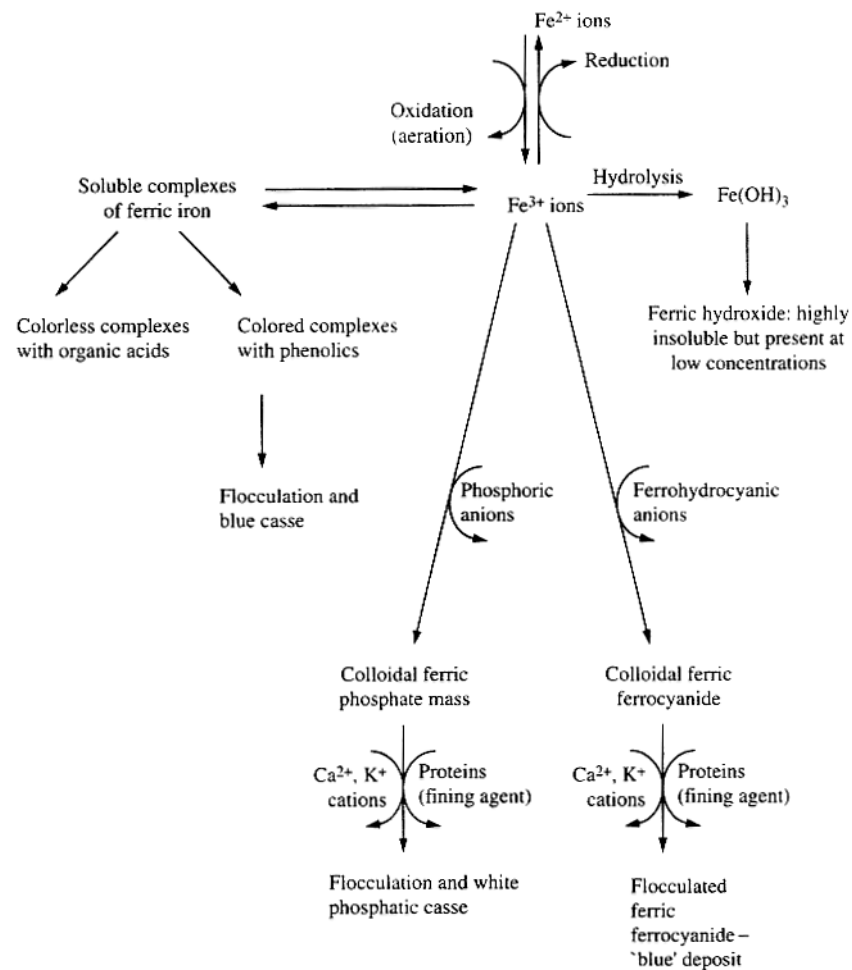 Fe²⁺ ions
Reduction
Oxidation
(aeration)
Soluble complexes
of ferric iron
Fe³⁺ ions
Hydrolysis
Fe(OH)₃
Colorless complexes
with organic acids
Colored complexes
with phenolics
Ferric hydroxide: highly
insoluble but present at
low concentrations
Flocculation and
blue casse
Phosphoric
anions
Ferrohydrocyanic
anions
Colloidal ferric
phosphate mass
Colloidal ferric
ferrocyanide
Ca²⁺, K⁺
cations
Proteins
(fining agent)
Ca²⁺, K⁺
cations
Proteins
(fining agent)
Flocculation and white
phosphatic casse
Flocculated
ferric
ferrocyanide –
`blue' deposit